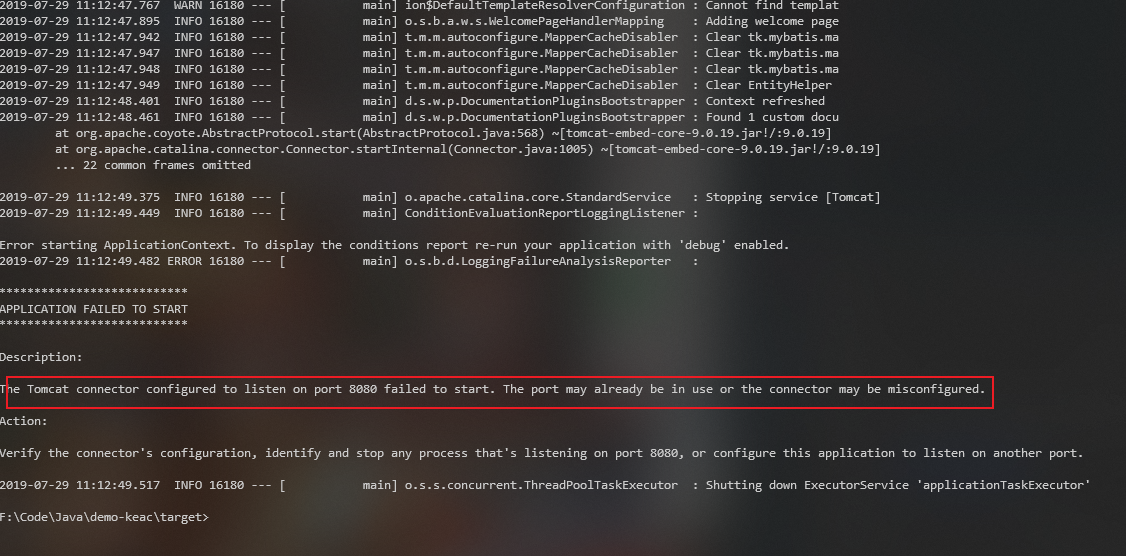 2019-07-29 11:12:47.767  WARN 16180 --- [           main] ion$DefaultTemplateResolverConfiguration : Cannot find templat
2019-07-29 11:12:47.895  INFO 16180 --- [           main] o.s.b.a.w.s.WelcomePageHandlerMapping    : Adding welcome page
2019-07-29 11:12:47.942  INFO 16180 --- [           main] t.m.m.autoconfigure.MapperCacheDisabler  : Clear tk.mybatis.ma
2019-07-29 11:12:47.947  INFO 16180 --- [           main] t.m.m.autoconfigure.MapperCacheDisabler  : Clear tk.mybatis.ma
2019-07-29 11:12:47.948  INFO 16180 --- [           main] t.m.m.autoconfigure.MapperCacheDisabler  : Clear tk.mybatis.ma
2019-07-29 11:12:47.949  INFO 16180 --- [           main] t.m.m.autoconfigure.MapperCacheDisabler  : Clear EntityHelper
2019-07-29 11:12:48.401  INFO 16180 --- [           main] d.s.w.p.DocumentationPluginsBootstrapper : Context refreshed
2019-07-29 11:12:48.461  INFO 16180 --- [           main] d.s.w.p.DocumentationPluginsBootstrapper : Found 1 custom docu
        at org.apache.coyote.AbstractProtocol.start(AbstractProtocol.java:568) ~[tomcat-embed-core-9.0.19.jar!/:9.0.19]
        at org.apache.catalina.connector.Connector.startInternal(Connector.java:1005) ~[tomcat-embed-core-9.0.19.jar!/:9.0.19]
        ... 22 common frames omitted
2019-07-29 11:12:49.375  INFO 16180 --- [           main] o.apache.catalina.core.StandardService   : Stopping service [Tomcat]
2019-07-29 11:12:49.449  INFO 16180 --- [           main] ConditionEvaluationReportLoggingListener :
Error starting ApplicationContext. To display the conditions report re-run your application with 'debug' enabled.
2019-07-29 11:12:49.482 ERROR 16180 --- [           main] o.s.b.d.LoggingFailureAnalysisReporter   :
***************************
APPLICATION FAILED TO START
***************************
Description:
The Tomcat connector configured to listen on port 8080 failed to start. The port may already be in use or the connector may be misconfigured.
Action:
Verify the connector's configuration, identify and stop any process that's listening on port 8080, or configure this application to listen on another port.
2019-07-29 11:12:49.517  INFO 16180 --- [           main] o.s.s.concurrent.ThreadPoolTaskExecutor  : Shutting down ExecutorService 'applicationTaskExecutor'
F:\Code\Java\demo-keac\target>